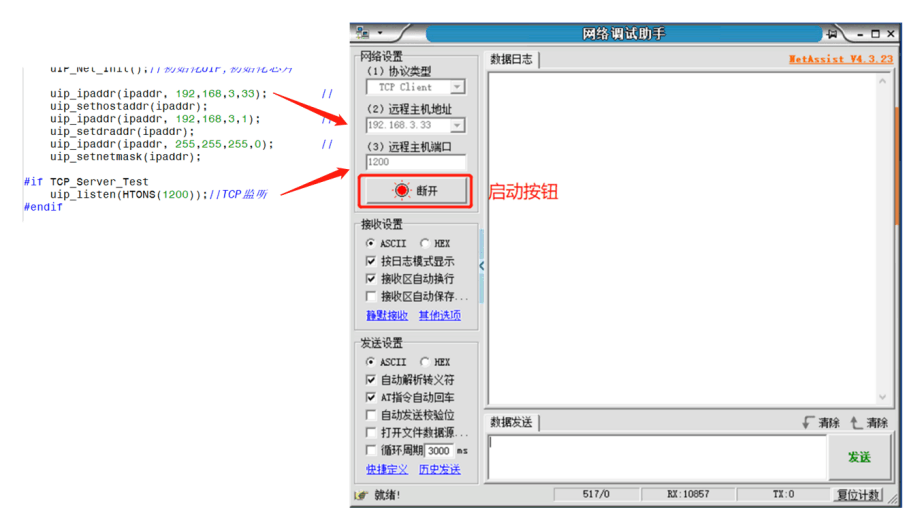 网络调试助手
uIP_Net_Init();//初始化UIP,初始化芯片
uip_ipaddr(ipaddr, 192,168,3,33); //
uip_sethostaddr(ipaddr);
uip_ipaddr(ipaddr, 192,168,3,1); //
uip_setdraddr(ipaddr);
uip_ipaddr(ipaddr, 255,255,255,0); //
uip_setnetmask(ipaddr);
#if TCP_Server_Test
uip_listen(HTONS(1200));//TCP监听
#endif
网络设置
(1) 协议类型
TCP Client
(2) 远程主机地址
192.168.3.33
(3) 远程主机端口
1200
断开
启动按钮
接收设置
ASCII HEX
按日志模式显示
接收区自动换行
接收区自动保存...
静默接收 其他选项
发送设置
ASCII HEX
自动解析转义符
AT指令自动回车
自动发送校验位
打开文件数据源...
循环周期 3000 ms
快捷定义 历史发送
数据日志 NetAssist V4.3.23
数据发送 清除 清除
发送
就绪! 517/0 RX:10857 TX:0 复位计数